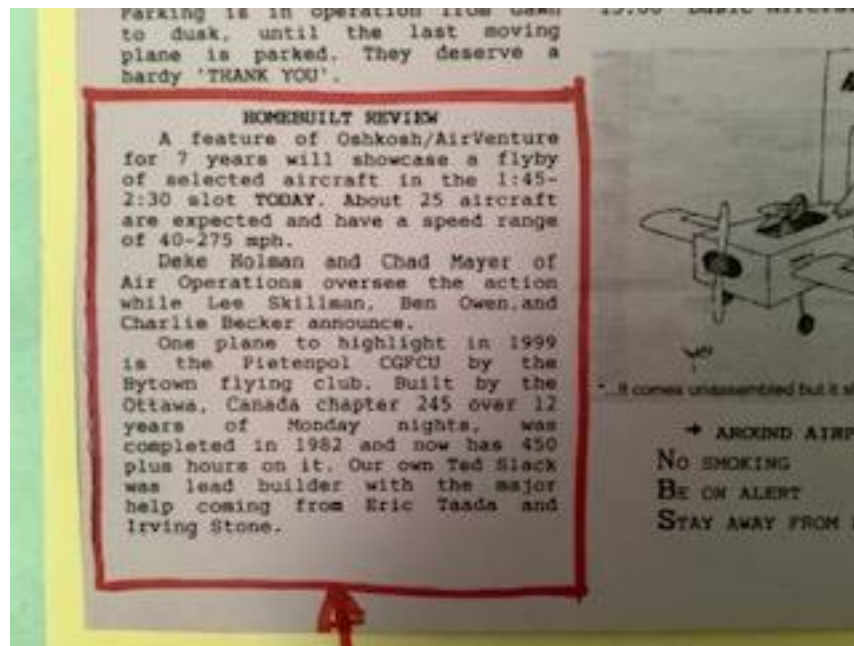 Parking is in operation from dawn
to dusk, until the last moving
plane is parked. They deserve a
hardy 'THANK YOU'.
HOMEBUILT REVIEW
A feature of Oshkosh/AirVenture
for 7 years will showcase a flyby
of selected aircraft in the 1:45-
2:30 slot TODAY. About 25 aircraft
are expected and have a speed range
of 40-275 mph.
Deke Holman and Chad Mayer of
Air Operations oversee the action
while Lee Skillman, Ben Owen,and
Charlie Becker announce.
One plane to highlight in 1999
is the Pietenpol CGFCU by the
Bytown flying club. Built by the
Ottawa, Canada chapter 245 over 12
years of Monday nights, was
completed in 1982 and now has 450
plus hours on it. Our own Ted Slack
was lead builder with the major
help coming from Eric Taada and
Irving Stone.
"...It comes unassembled but it
→ AROUND
NO SMOKING
BE ON ALERT
STAY AWAY FROM